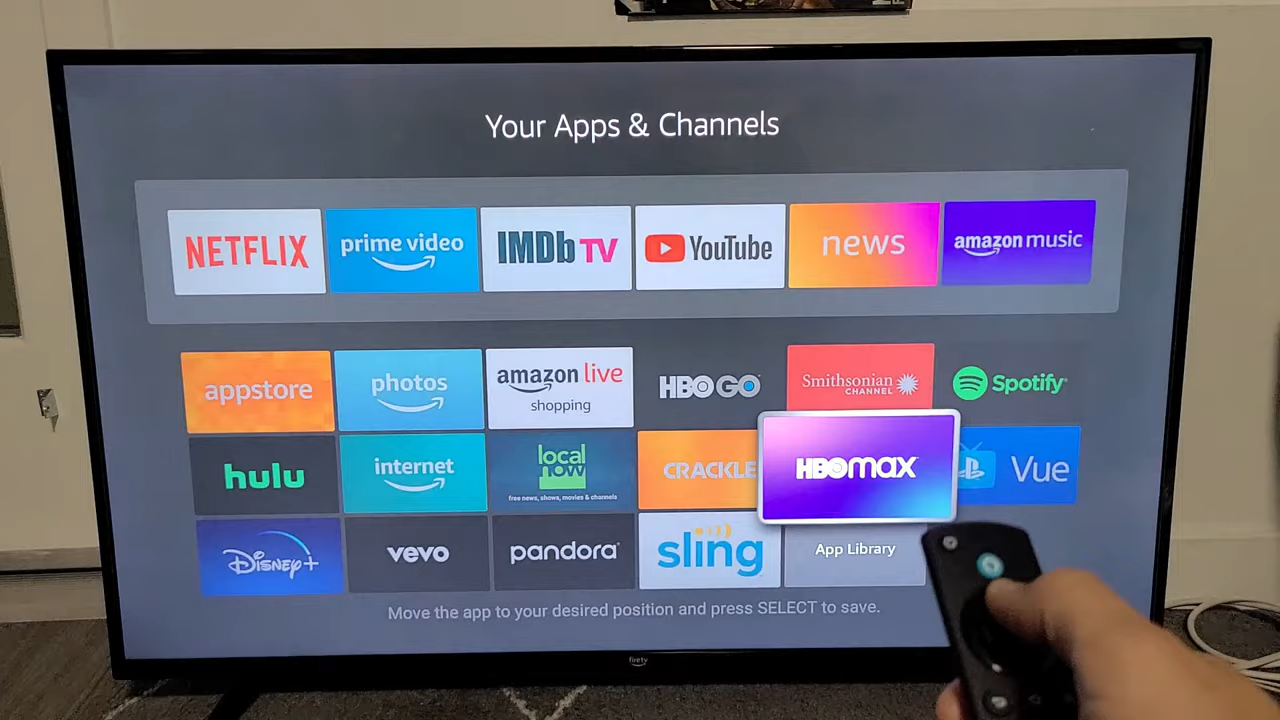 Your Apps & Channels
NETFLIX
prime video
IMDb TV
YouTube
news
amazon music
appstore
photos
amazon live
shopping
HBO GO
Smithsonian
CHANNEL
Spotify
hulu
internet
local
now
free news, shows, movies & channels
CRACKLE
HBOmax
Vue
Disney+
vevo
pandora
sling
App Library
Move the app to your desired position and press SELECT to save.
firetv